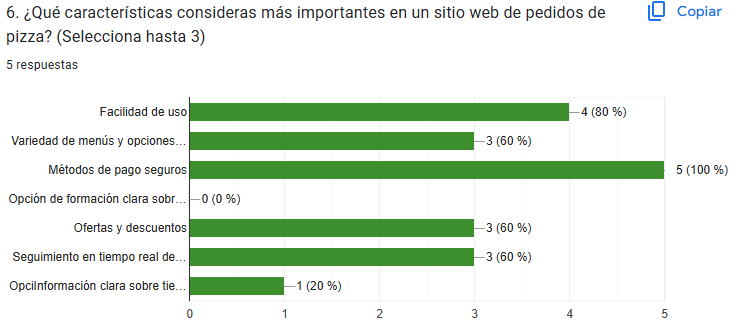 6. ¿Qué características consideras más importantes en un sitio web de pedidos de
pizza? (Selecciona hasta 3)
Copiar
5 respuestas
Facilidad de uso
4 (80 %)
Variedad de menús y opciones...
3 (60 %)
Métodos de pago seguros
5 (100 %)
Opción de formación clara sobr...
0 (0 %)
Ofertas y descuentos
3 (60 %)
Seguimiento en tiempo real de...
3 (60 %)
OpciInformación clara sobre tie...
1 (20 %)
0 1 2 3 4 5